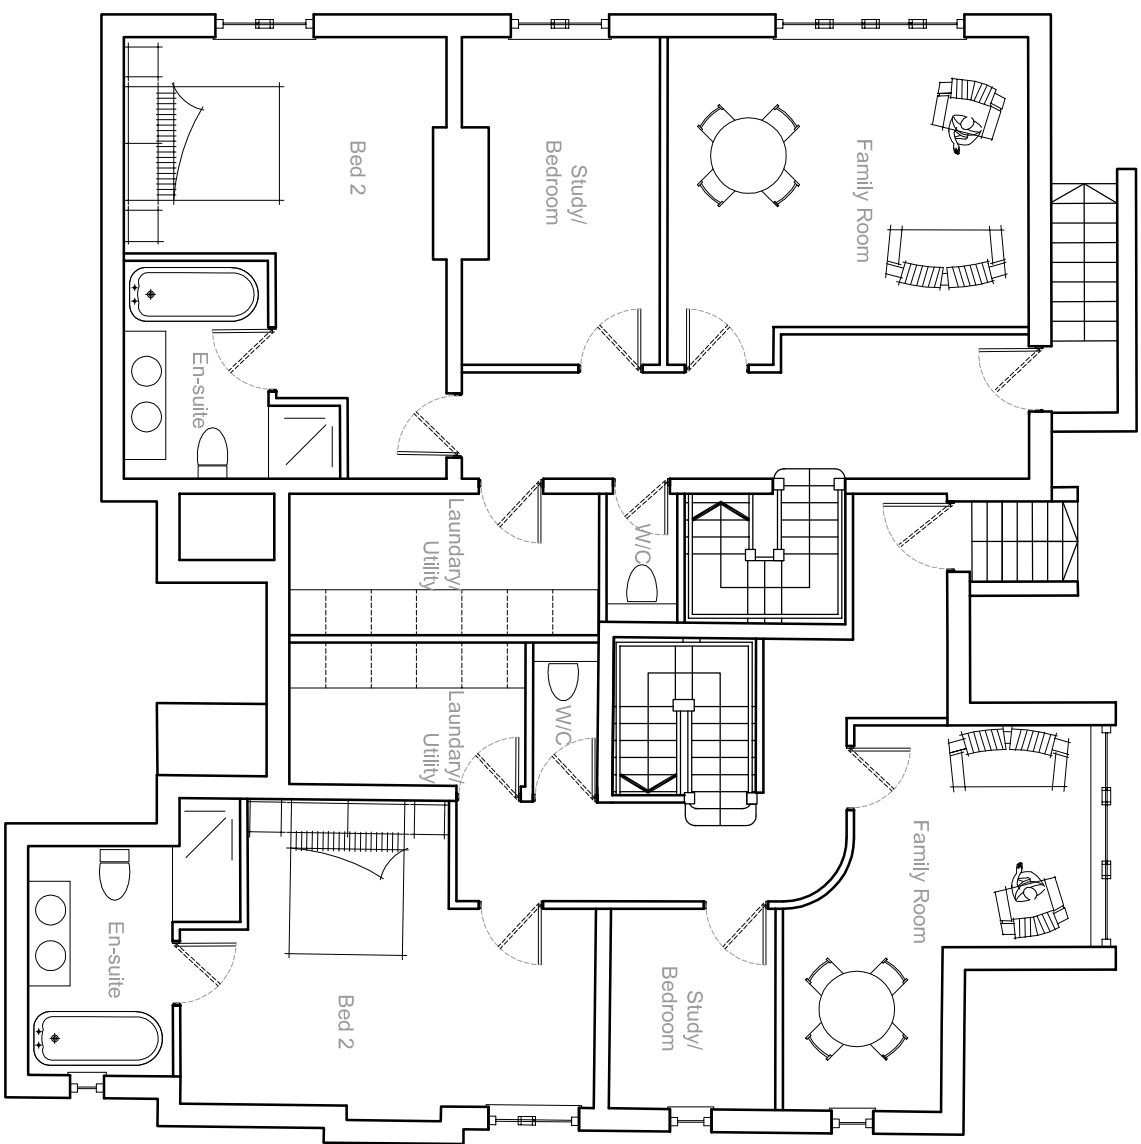 Bed 2
Study/
Bedroom
Family Room
En-suite
Laundary/
Utility
W/C
Laundary/
Utility
W/C
Family Room
En-suite
Bed 2
Study/
Bedroom